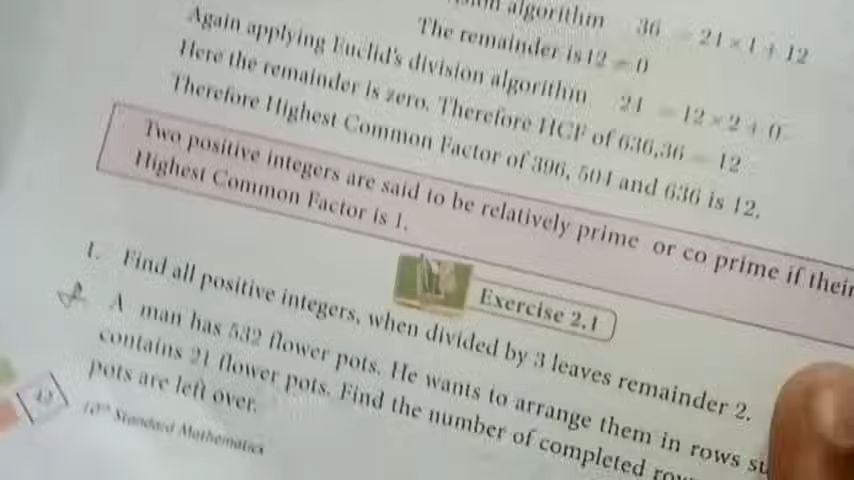 algorithm 36 = 21 × 1 + 12
The remainder is 12 ≠ 0
Again applying Euclid's division algorithm 21 = 12 × 2 + 0
Here the remainder is zero. Therefore HCF of 636,36 = 12
Therefore Highest Common Factor of 396, 504 and 636 is 12.
Two positive integers are said to be relatively prime or co prime if their
Highest Common Factor is 1.
Exercise 2.1
1. Find all positive integers, when divided by 3 leaves remainder 2.
A man has 532 flower pots. He wants to arrange them in rows
contains 21 flower pots. Find the number of completed
pots are left over.
42
10th Standard Mathematics